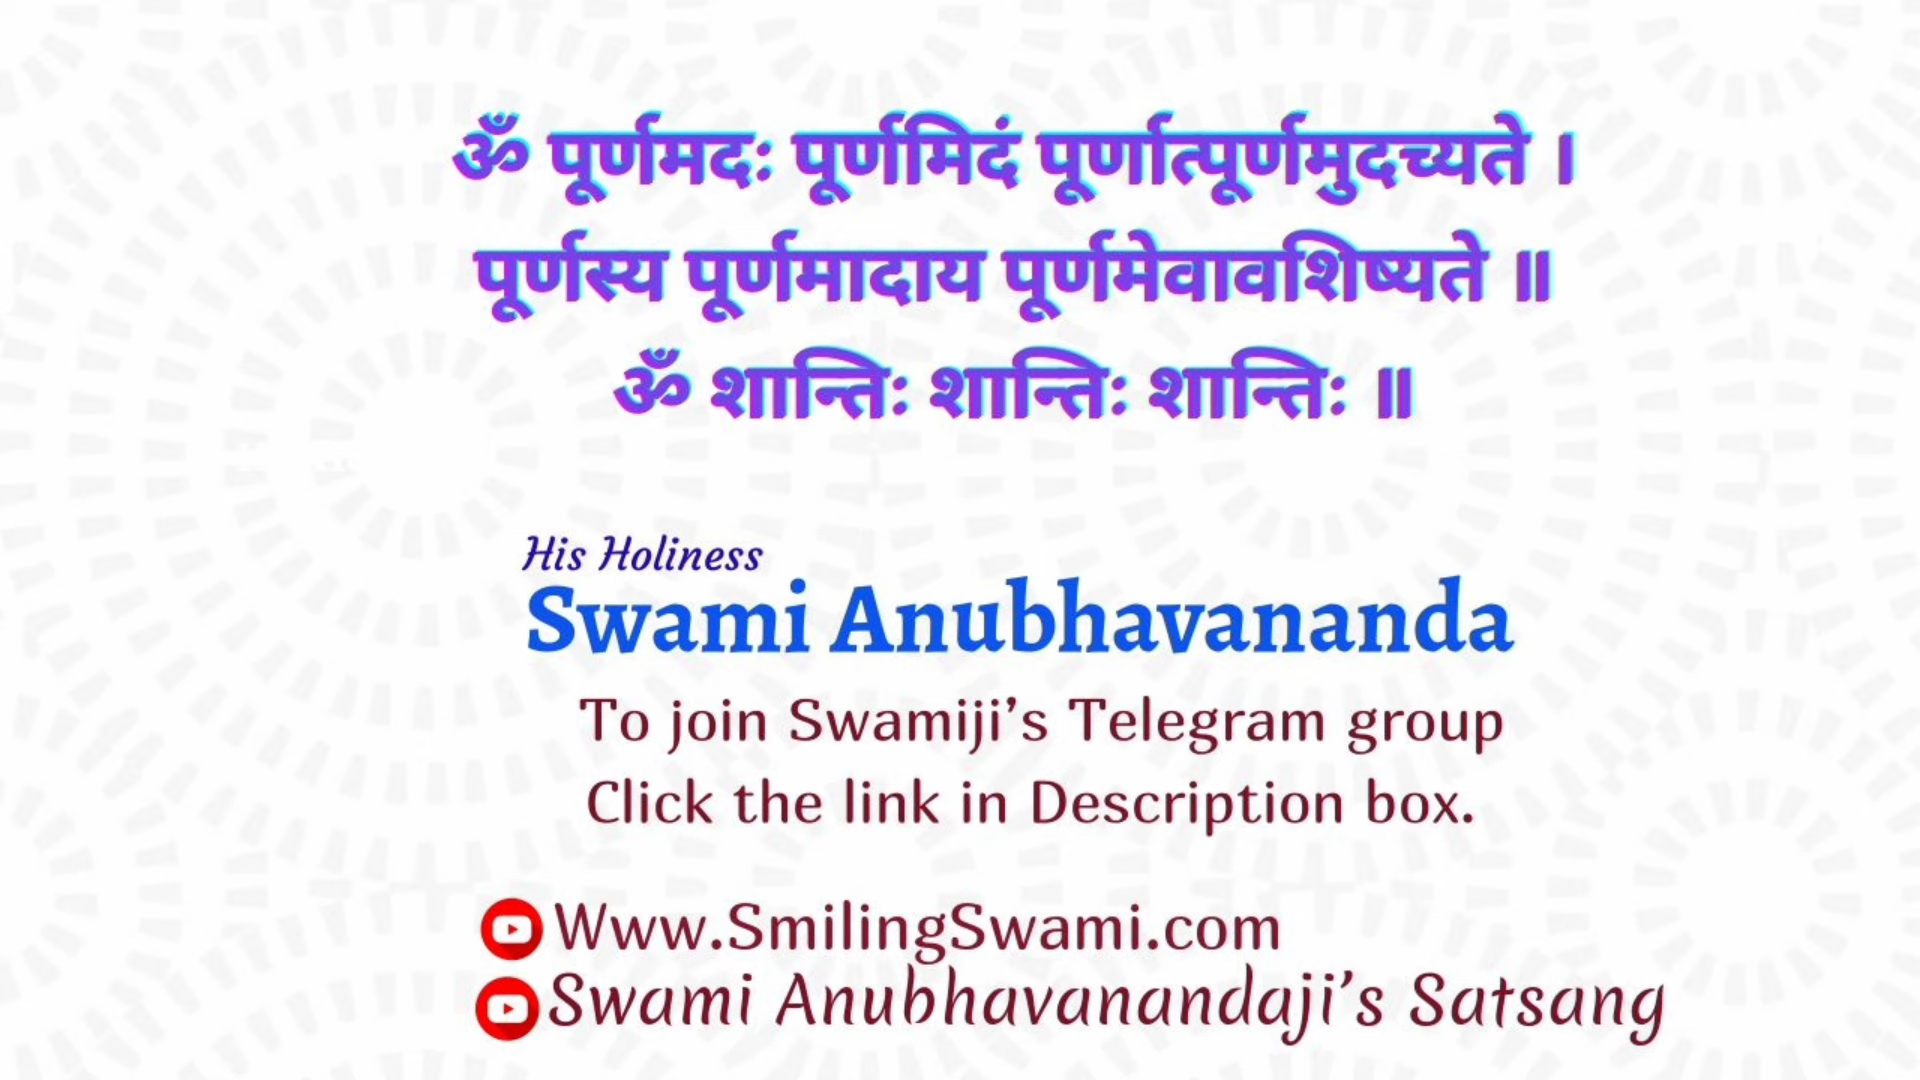 ॐ पूर्णमदः पूर्णमिदं पूर्णात्पूर्णमुदच्यते ।
पूर्णस्य पूर्णमादाय पूर्णमेवावशिष्यते ॥
ॐ शान्तिः शान्तिः शान्तिः ॥
His Holiness
Swami Anubhavananda
To join Swamiji’s Telegram group
Click the link in Description box.
Www.SmilingSwami.com
Swami Anubhavanandaji’s Satsang